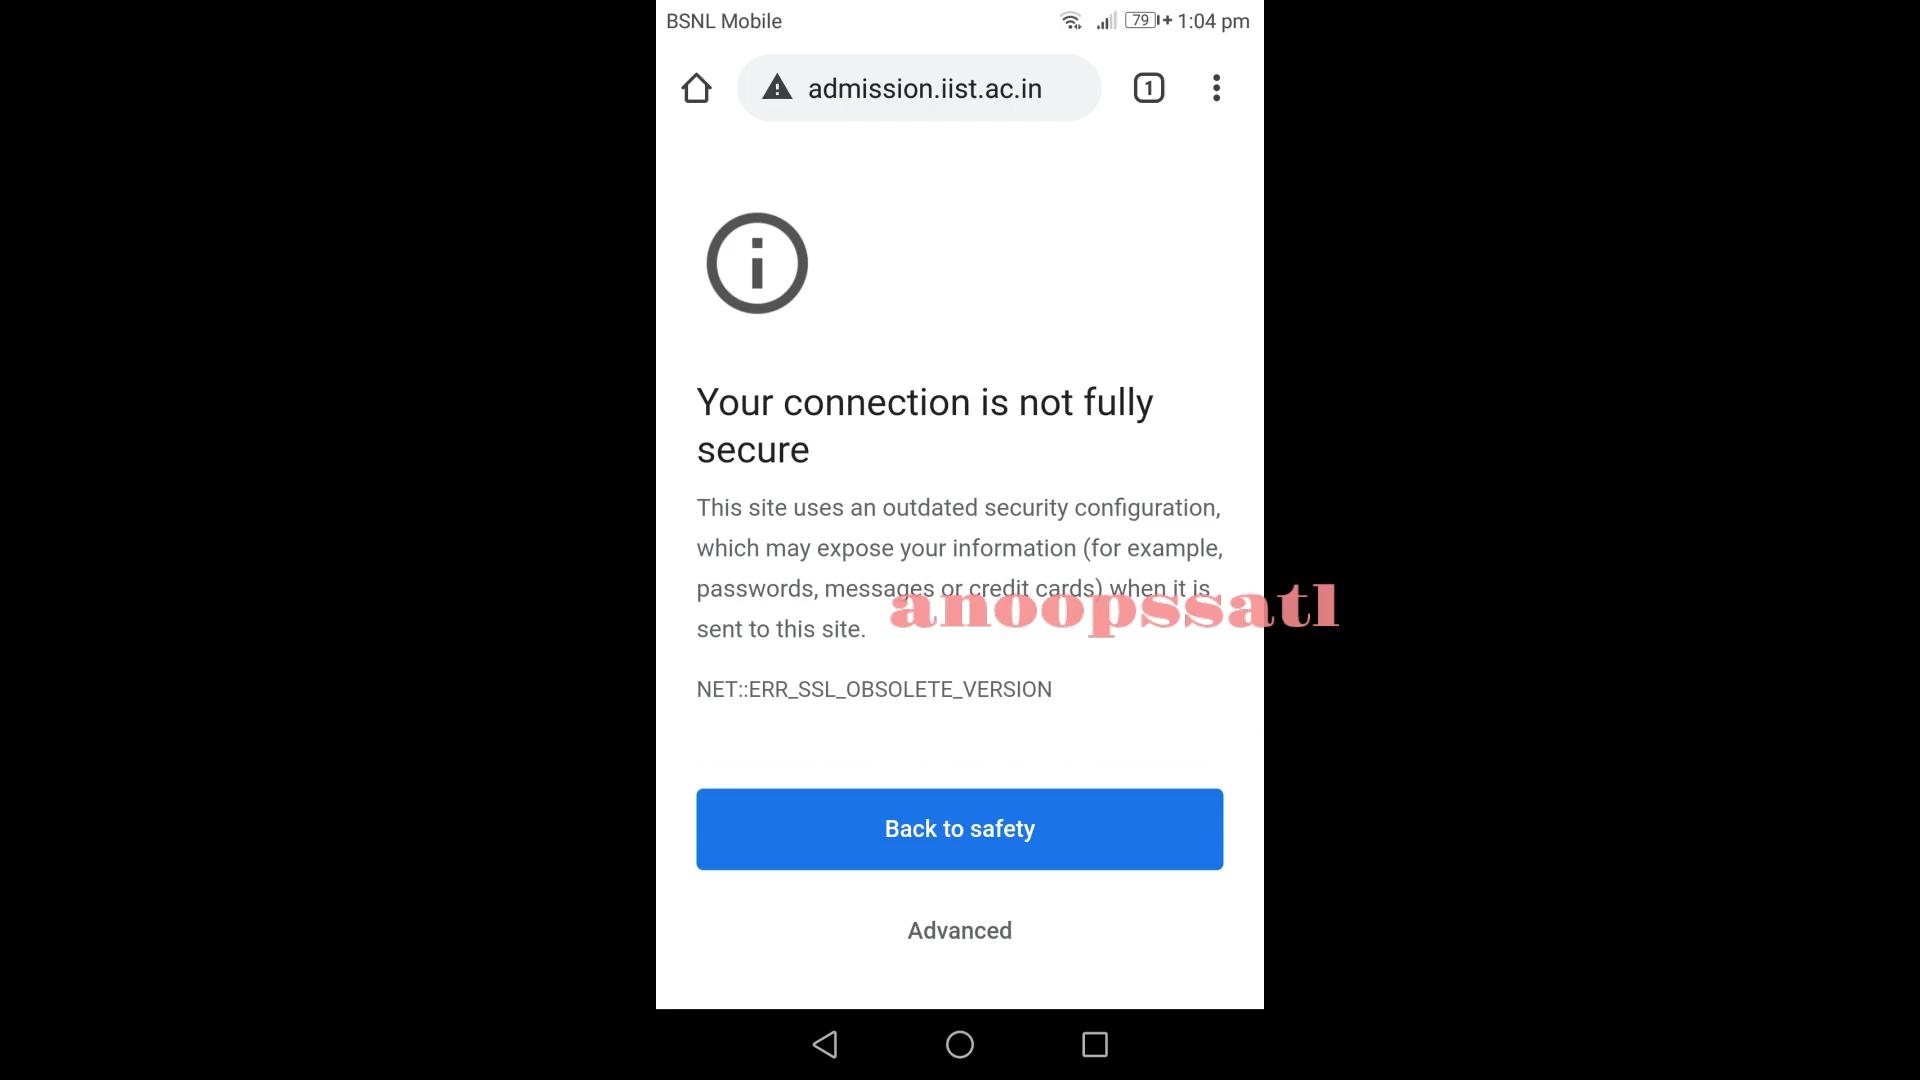 BSNL Mobile 79 1:04 pm
admission.iist.ac.in 1
Your connection is not fully
secure
This site uses an outdated security configuration,
which may expose your information (for example,
passwords, messages or credit cards) when it is
sent to this site.
anoopssatl
NET::ERR_SSL_OBSOLETE_VERSION
Back to safety
Advanced